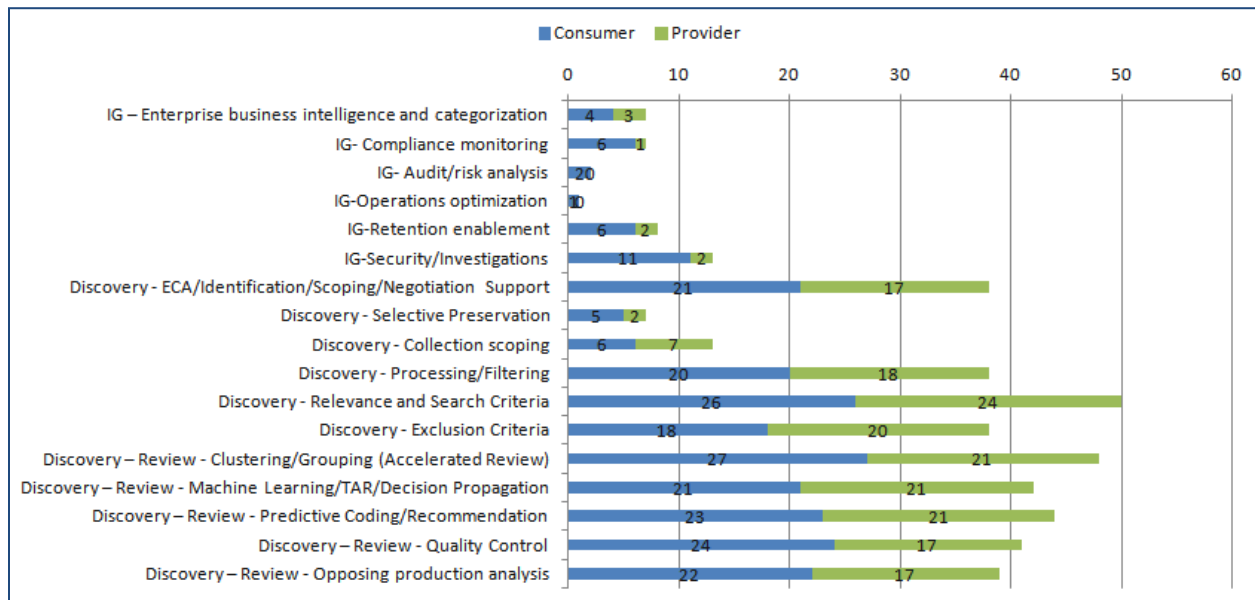 Consumer Provider
0 10 20 30 40 50 60
IG – Enterprise business intelligence and categorization 4 3
IG- Compliance monitoring 6 1
IG- Audit/risk analysis 2 0
IG-Operations optimization 1 0
IG-Retention enablement 6 2
IG-Security/Investigations 11 2
Discovery - ECA/Identification/Scoping/Negotiation Support 21 17
Discovery - Selective Preservation 5 2
Discovery - Collection scoping 6 7
Discovery - Processing/Filtering 20 18
Discovery - Relevance and Search Criteria 26 24
Discovery - Exclusion Criteria 18 20
Discovery – Review - Clustering/Grouping (Accelerated Review) 27 21
Discovery – Review - Machine Learning/TAR/Decision Propagation 21 21
Discovery – Review - Predictive Coding/Recommendation 23 21
Discovery – Review - Quality Control 24 17
Discovery – Review - Opposing production analysis 22 17